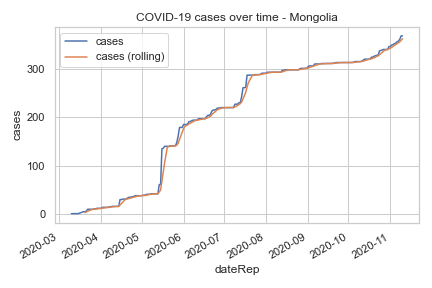 COVID-19 cases over time - Mongolia
cases
cases (rolling)
cases
300
200
100
0
2020-03
2020-04
2020-05
2020-06
2020-07
2020-08
2020-09
2020-10
2020-11
dateRep